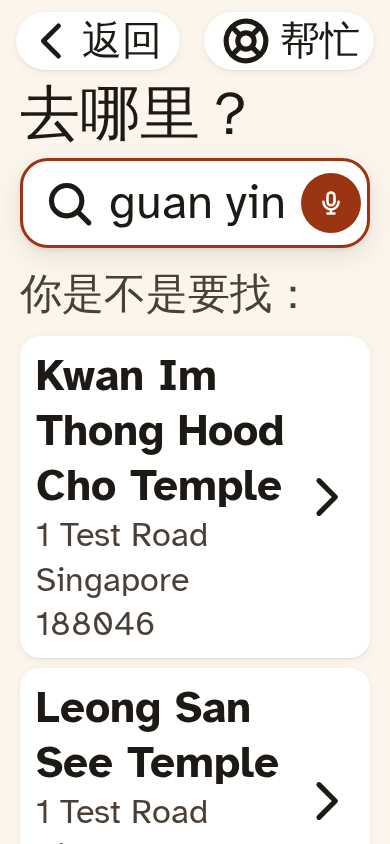 返回
帮忙
去哪里？
guan yin
你是不是要找：
Kwan Im
Thong Hood
Cho Temple
1 Test Road
Singapore
188046
Leong San
See Temple
1 Test Road